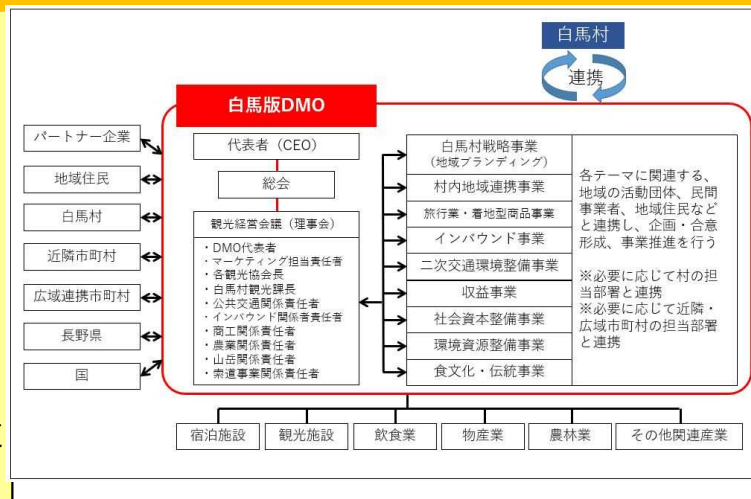 白馬村
連携
白馬版DMO
パートナー企業
地域住民
白馬村
近隣市町村
広域連携市町村
長野県
国
代表者（CEO）
総会
観光経営会議（理事会）
・DMO代表者
・マーケティング担当責任者
・各観光協会長
・白馬村観光課長
・公共交通関係責任者
・インバウンド関係者責任者
・商工関係責任者
・農業関係責任者
・山岳関係責任者
・索道事業関係責任者
白馬村戦略事業
（地域ブランディング）
村内地域連携事業
旅行業・着地型商品事業
インバウンド事業
二次交通環境整備事業
収益事業
社会資本整備事業
環境資源整備事業
食文化・伝統事業
各テーマに関連する、
地域の活動団体、民間
事業者、地域住民など
と連携し、企画・合意
形成、事業推進を行う
※必要に応じて村の担
当部署と連携
※必要に応じて近隣・
広域市町村の担当部署
と連携
宿泊施設
観光施設
飲食業
物産業
農林業
その他関連産業